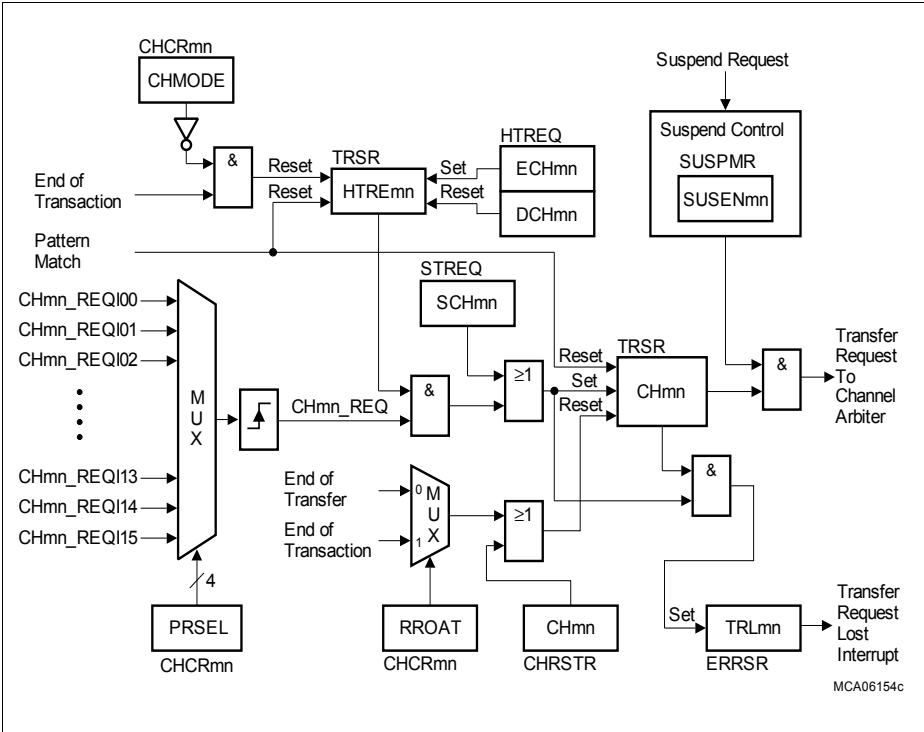 CHCRmn
CHMODE
Suspend Request
Suspend Control
SUSPMR
SUSENmn
HTREQ
ECHmn
DCHmn
Set
Reset
TRSR
HTREmn
Reset
Reset
&
End of
Transaction
Pattern
Match
STREQ
SCHmn
CHmn_REQI00
CHmn_REQI01
CHmn_REQI02
CHmn_REQI13
CHmn_REQI14
CHmn_REQI15
MUX
4
PRSEL
CHCRmn
CHmn_REQ
&
≥1
Reset
Set
Reset
TRSR
CHmn
&
Transfer
Request
To
Channel
Arbiter
End of
Transfer
End of
Transaction
0
1
MUX
≥1
&
RROAT
CHCRmn
CHmn
CHRSTR
Set
TRLmn
ERRSR
Transfer
Request
Lost
Interrupt
MCA06154c